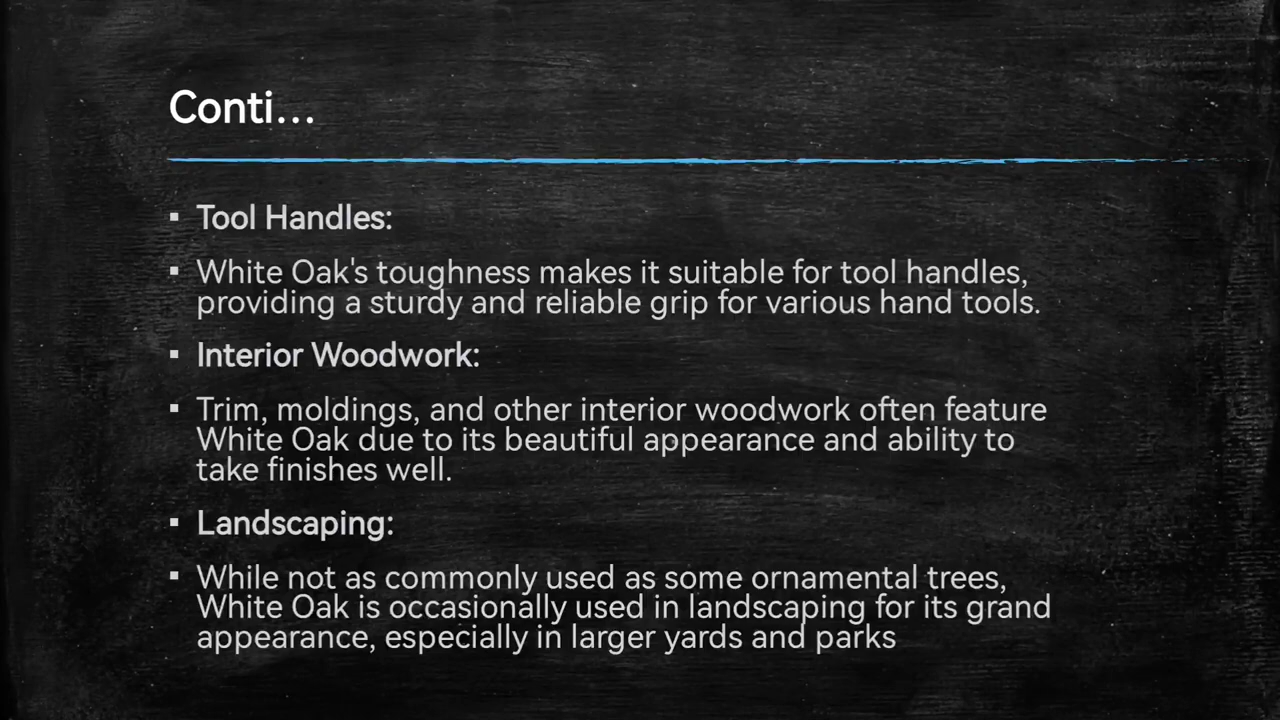 Conti...
▪ Tool Handles:
▪ White Oak's toughness makes it suitable for tool handles,
providing a sturdy and reliable grip for various hand tools.
▪ Interior Woodwork:
▪ Trim, moldings, and other interior woodwork often feature
White Oak due to its beautiful appearance and ability to
take finishes well.
▪ Landscaping:
▪ While not as commonly used as some ornamental trees,
White Oak is occasionally used in landscaping for its grand
appearance, especially in larger yards and parks